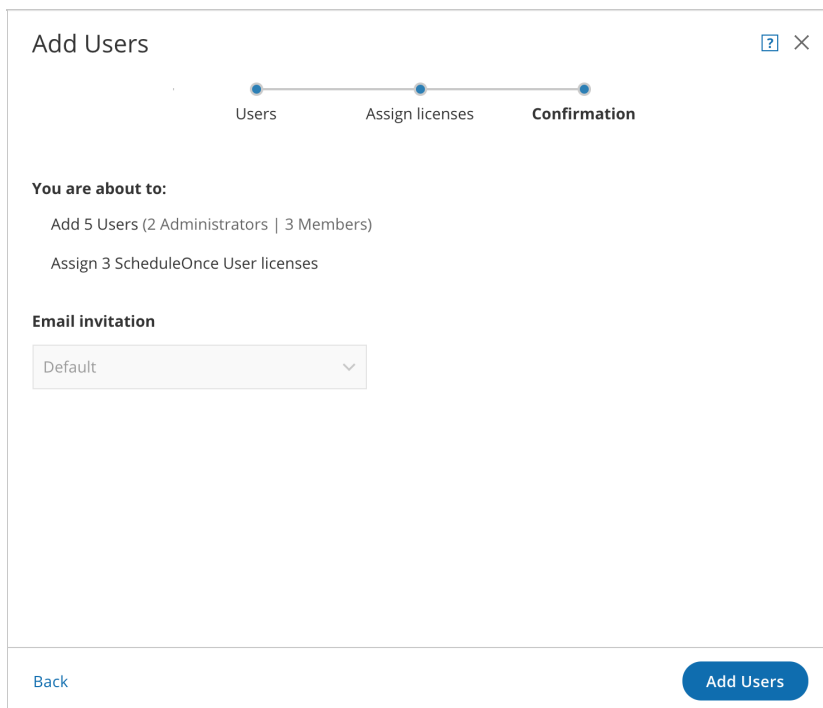 Add Users
?
Users
Assign licenses
Confirmation
You are about to:
Add 5 Users (2 Administrators | 3 Members)
Assign 3 ScheduleOnce User licenses
Email invitation
Default
Back
Add Users